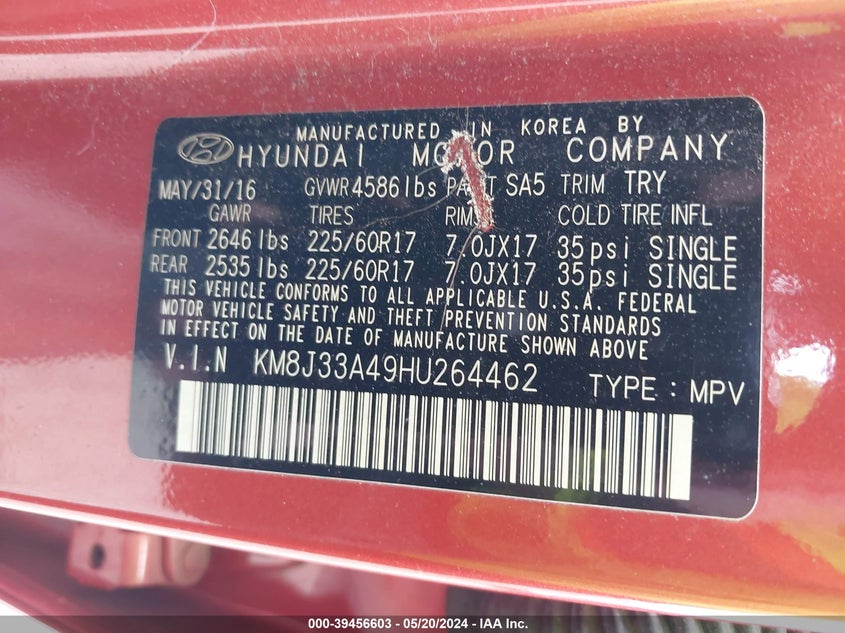 MANUFACTURED IN KOREA BY
HYUNDAI MOTOR COMPANY
MAY/31/16 GVWR 4586lbs PAINT SA5 TRIM TRY
GAWR TIRES RIMS COLD TIRE INFL
FRONT 2646 lbs 225/60R17 7.0JX17 35psi SINGLE
REAR 2535 lbs 225/60R17 7.0JX17 35psi SINGLE
THIS VEHICLE CONFORMS TO ALL APPLICABLE U.S.A. FEDERAL
MOTOR VEHICLE SAFETY AND THEFT PREVENTION STANDARDS
IN EFFECT ON THE DATE OF MANUFACTURE SHOWN ABOVE
V.I.N KM8J33A49HU264462 TYPE : MPV
000-39456603 - 05/20/2024 - IAA Inc.